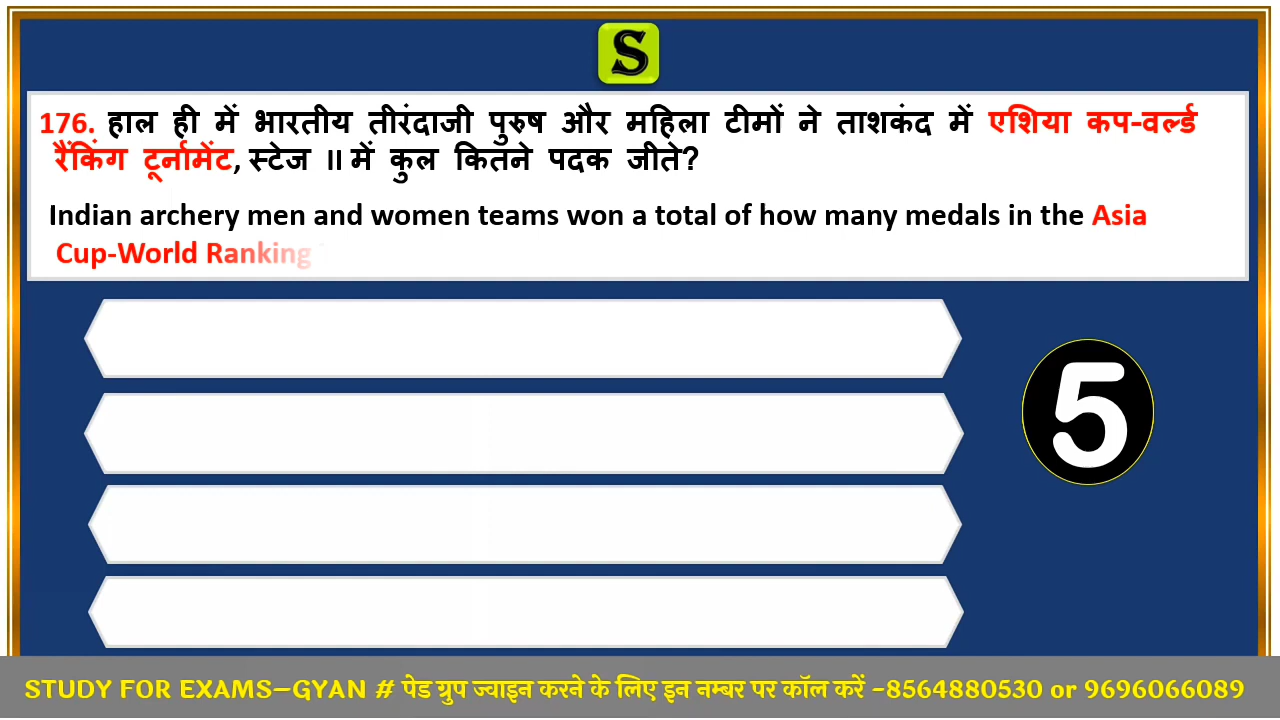 S
176. हाल ही में भारतीय तीरंदाजी पुरुष और महिला टीमों ने ताशकंद में एशिया कप-वर्ल्ड
रैंकिंग टूर्नामेंट, स्टेज II में कुल कितने पदक जीते?
Indian archery men and women teams won a total of how many medals in the Asia
Cup-World Ranking
5
STUDY FOR EXAMS–GYAN # पेड ग्रुप ज्वाइन करने के लिए इन नम्बर पर कॉल करें -8564880530 or 9696066089